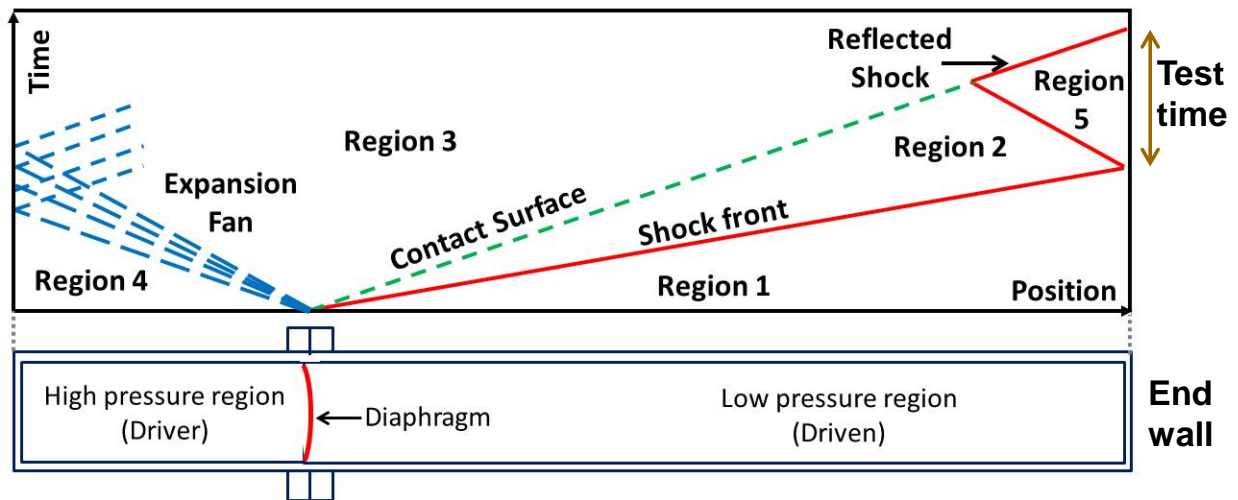 Time
Reflected
Shock
Region
5
Test
time
Region 3
Region 2
Expansion
Fan
Contact Surface
Shock front
Region 4
Region 1
Position
High pressure region
(Driver)
Diaphragm
Low pressure region
(Driven)
End
wall